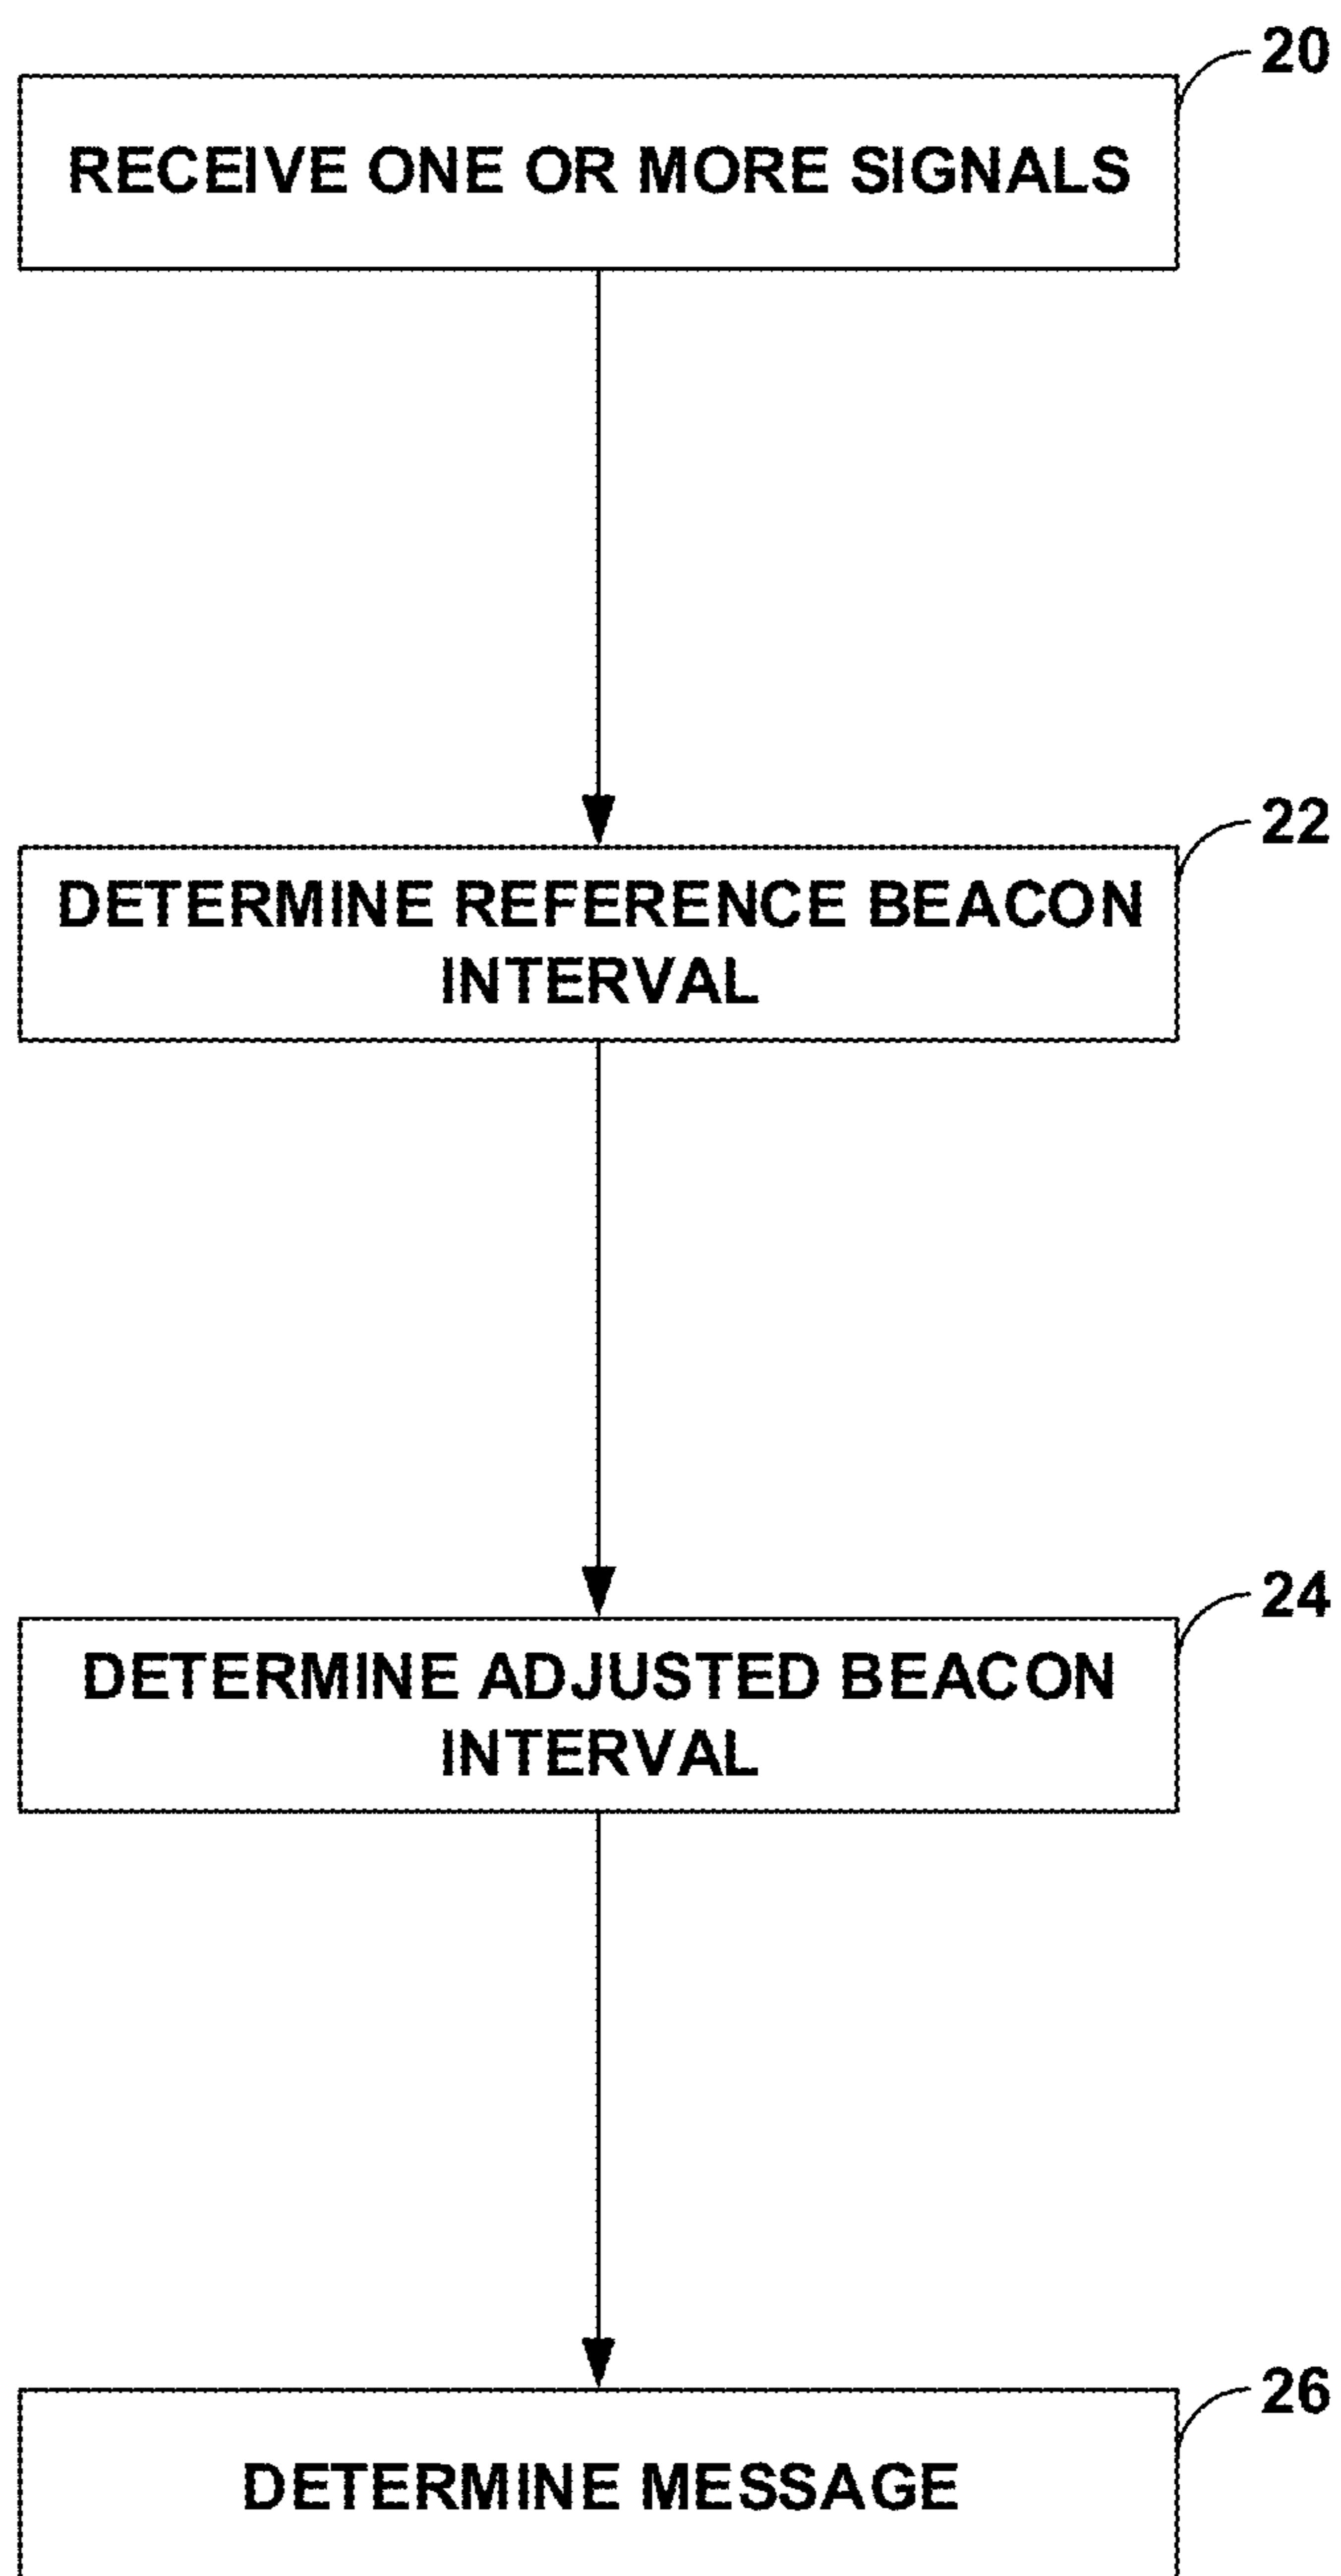 20
RECEIVE ONE OR MORE SIGNALS
22
DETERMINE REFERENCE BEACON
INTERVAL
24
DETERMINE ADJUSTED BEACON
INTERVAL
26
DETERMINE MESSAGE